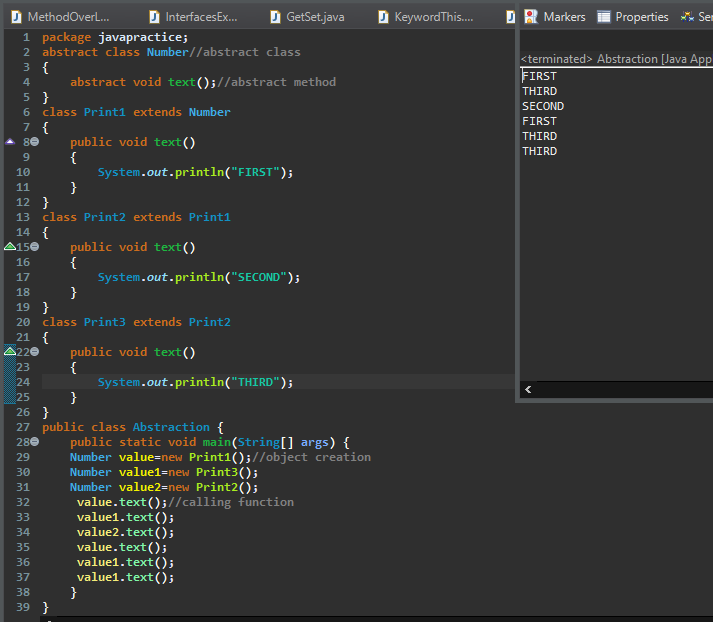 MethodOverL...
InterfacesEx...
GetSet.java
KeywordThis....
Markers
Properties
Ser
1 package javapractice;
2 abstract class Number//abstract class
3 {
4 abstract void text();//abstract method
5 }
6 class Print1 extends Number
7 {
8 public void text()
9 {
10 System.out.println("FIRST");
11 }
12 }
13 class Print2 extends Print1
14 {
15 public void text()
16 {
17 System.out.println("SECOND");
18 }
19 }
20 class Print3 extends Print2
21 {
22 public void text()
23 {
24 System.out.println("THIRD");
25 }
26 }
27 public class Abstraction {
28 public static void main(String[] args) {
29 Number value=new Print1();//object creation
30 Number value1=new Print3();
31 Number value2=new Print2();
32 value.text();//calling function
33 value1.text();
34 value2.text();
35 value.text();
36 value1.text();
37 value1.text();
38 }
39 }
<terminated> Abstraction [Java App
FIRST
THIRD
SECOND
FIRST
THIRD
THIRD